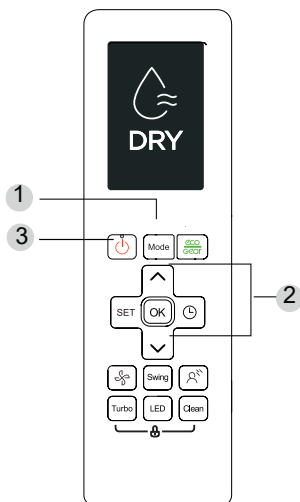 DRY
1
3
Mode
eco
gear
2
SET OK
Swing
Turbo LED Clean